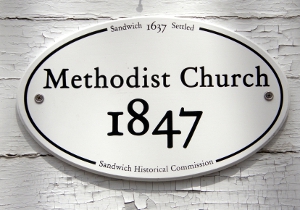 Sandwich 1637 Settled
Methodist Church
1847
Sandwich Historical Commission